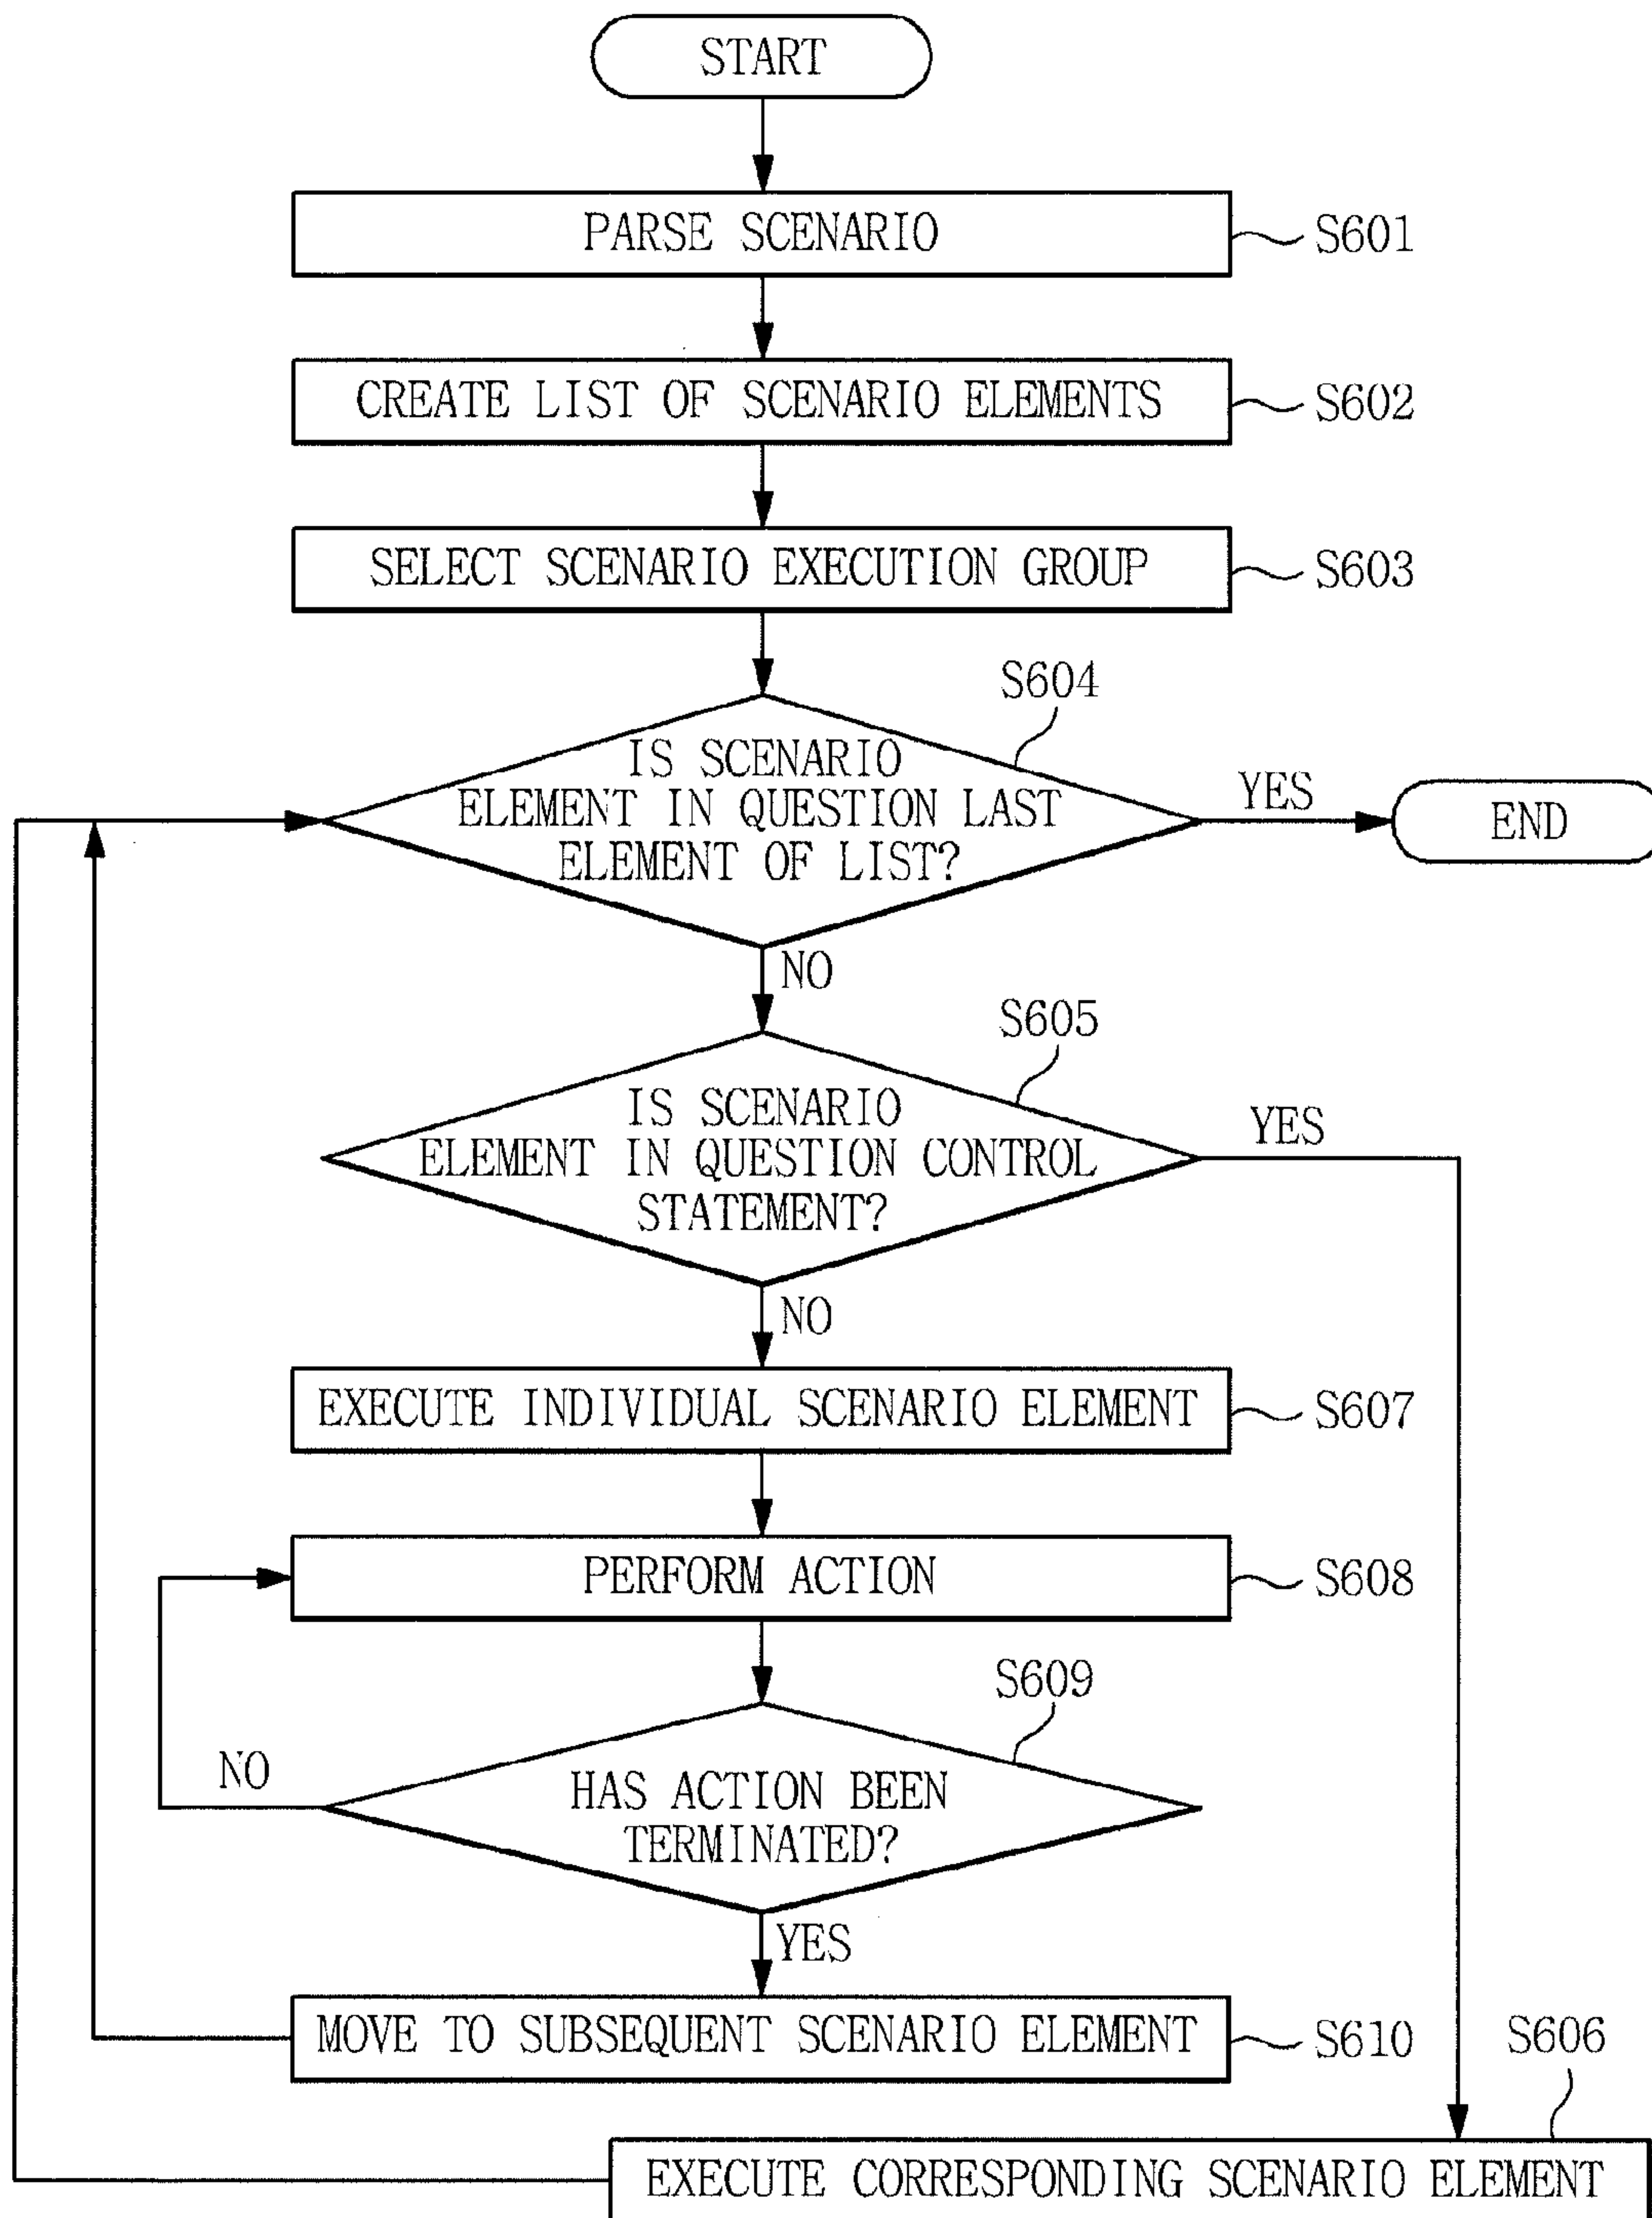 START
PARSE SCENARIO
S601
CREATE LIST OF SCENARIO ELEMENTS
S602
SELECT SCENARIO EXECUTION GROUP
S603
S604
IS SCENARIO
ELEMENT IN QUESTION LAST
ELEMENT OF LIST?
YES
END
NO
S605
IS SCENARIO
ELEMENT IN QUESTION CONTROL
STATEMENT?
YES
NO
EXECUTE INDIVIDUAL SCENARIO ELEMENT
S607
PERFORM ACTION
S608
S609
NO
HAS ACTION BEEN
TERMINATED?
YES
MOVE TO SUBSEQUENT SCENARIO ELEMENT
S610
S606
EXECUTE CORRESPONDING SCENARIO ELEMENT